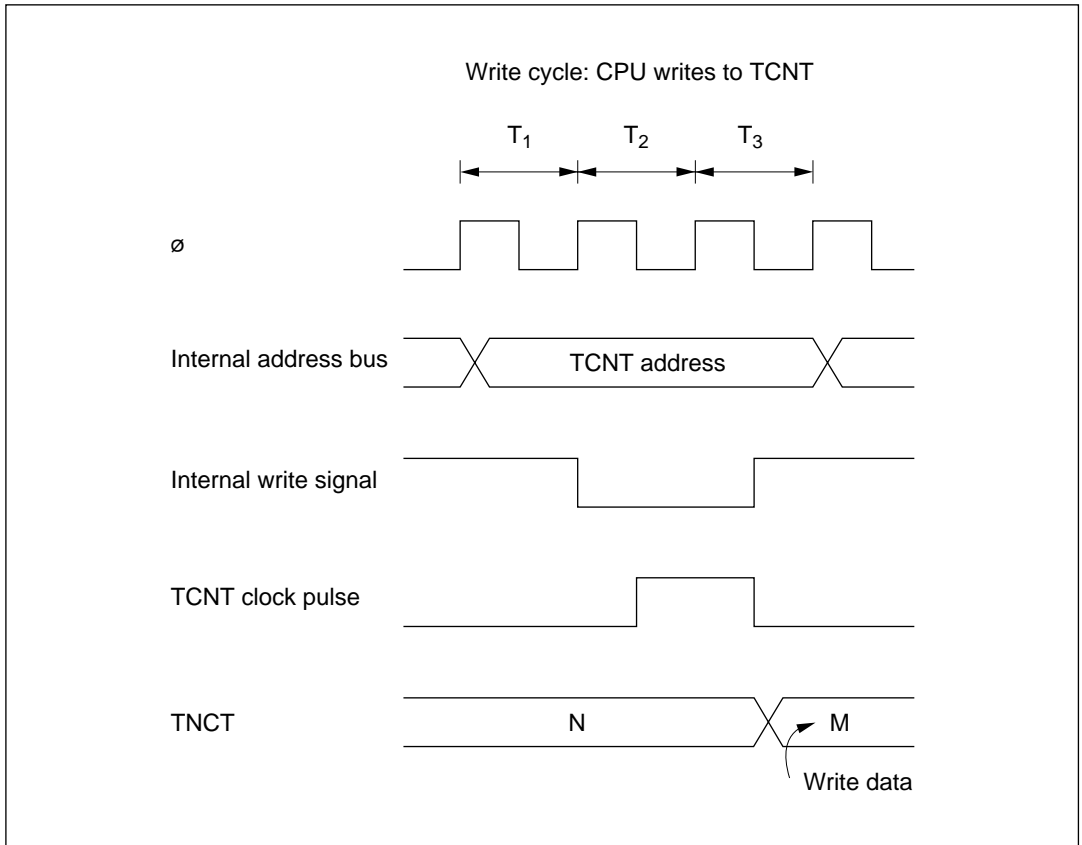 Write cycle: CPU writes to TCNT
T1 T2 T3
ø
Internal address bus
TCNT address
Internal write signal
TCNT clock pulse
TNCT
N
M
Write data